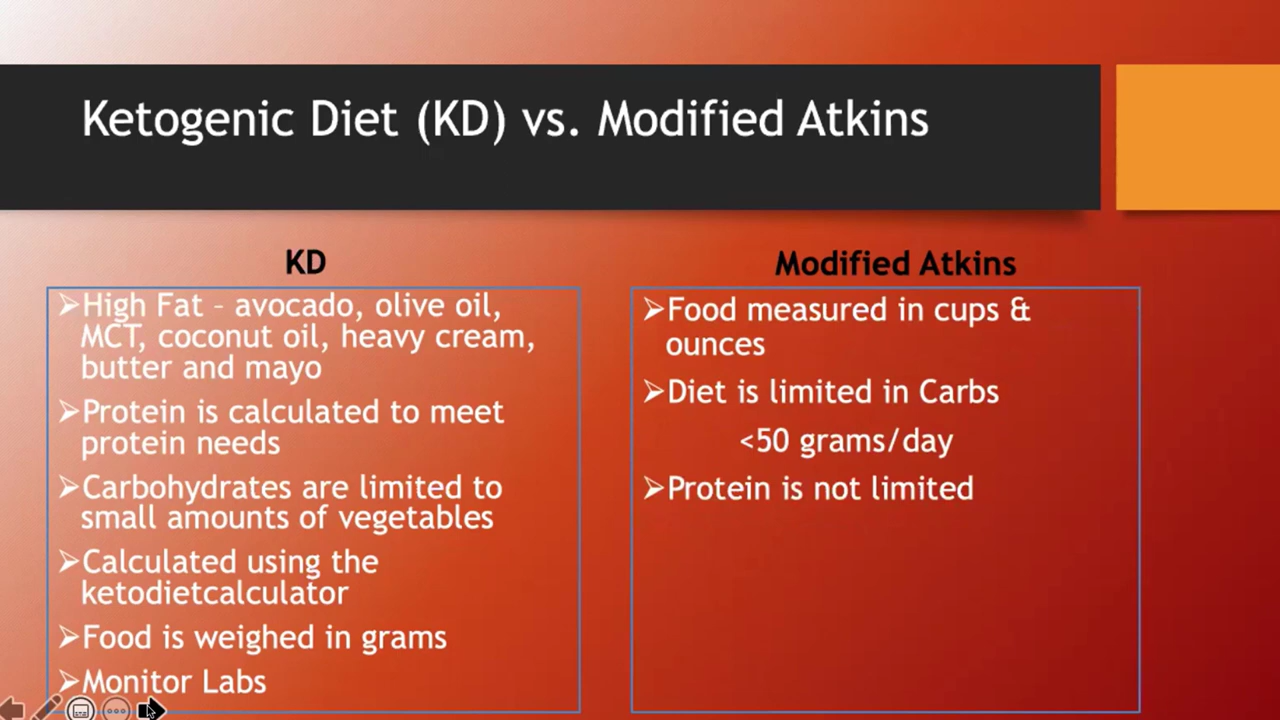 Ketogenic Diet (KD) vs. Modified Atkins
KD
➢High Fat – avocado, olive oil,
MCT, coconut oil, heavy cream,
butter and mayo
➢Protein is calculated to meet
protein needs
➢Carbohydrates are limited to
small amounts of vegetables
➢Calculated using the
ketodietcalculator
➢Food is weighed in grams
➢Monitor Labs
Modified Atkins
➢Food measured in cups &
ounces
➢Diet is limited in Carbs
<50 grams/day
➢Protein is not limited